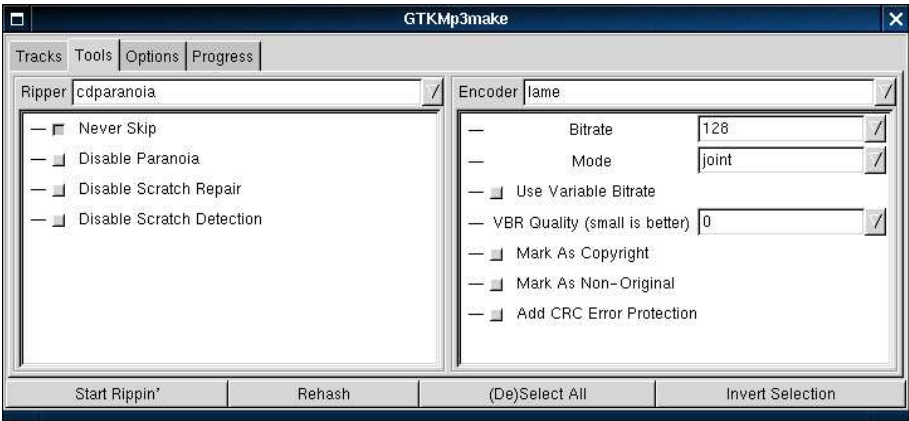 GTKMp3make
Tracks Tools Options Progress
Ripper cdparanoia
Never Skip
Disable Paranoia
Disable Scratch Repair
Disable Scratch Detection
Encoder lame
Bitrate 128
Mode joint
Use Variable Bitrate
VBR Quality (small is better) 0
Mark As Copyright
Mark As Non-Original
Add CRC Error Protection
Start Rippin' Rehash (De)Select All Invert Selection